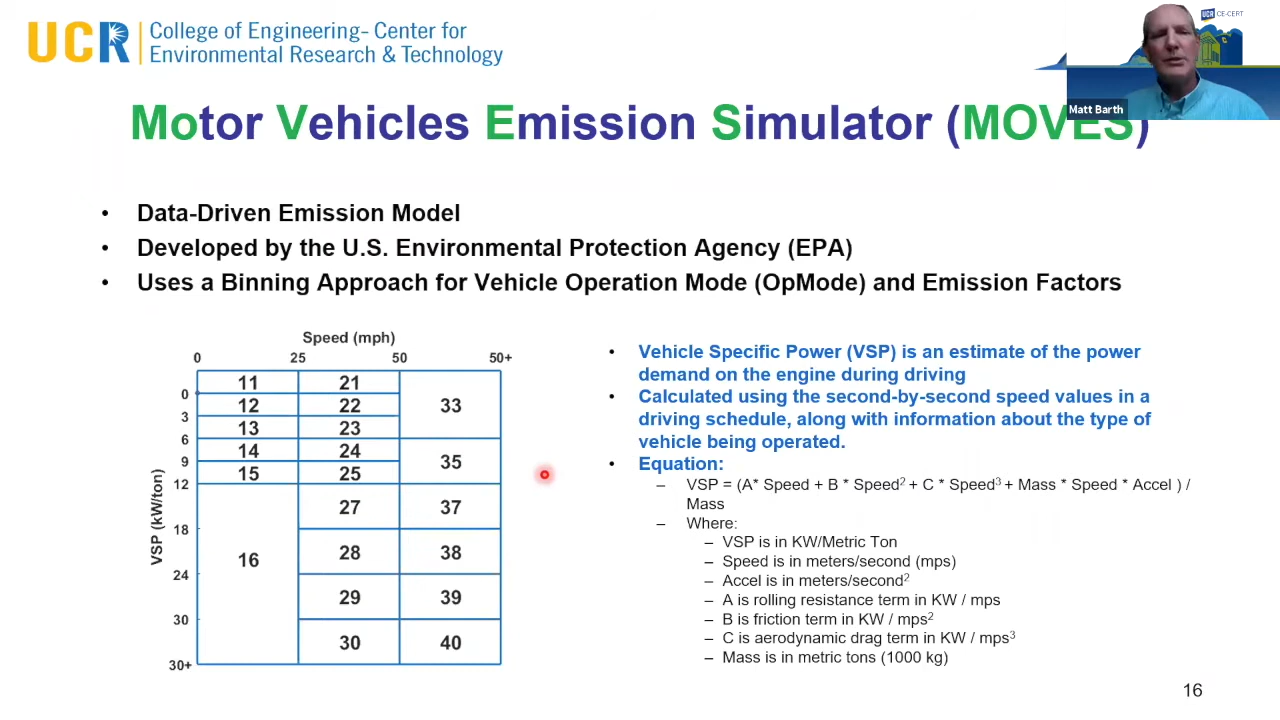 UCR
College of Engineering- Center for
Environmental Research & Technology
UCR CE-CERT
Matt Barth
Motor Vehicles Emission Simulator (MOVES)
• Data-Driven Emission Model
• Developed by the U.S. Environmental Protection Agency (EPA)
• Uses a Binning Approach for Vehicle Operation Mode (OpMode) and Emission Factors
Speed (mph)
0 25 50 50+
VSP (kW/ton)
0
3
6
9
12
18
24
30
30+
11 21
12 22 33
13 23
14 24
35
15 25
27 37
16 28 38
29 39
30 40
• Vehicle Specific Power (VSP) is an estimate of the power
demand on the engine during driving
• Calculated using the second-by-second speed values in a
driving schedule, along with information about the type of
vehicle being operated.
• Equation:
– VSP = (A* Speed + B * Speed² + C * Speed³ + Mass * Speed * Accel ) /
Mass
– Where:
– VSP is in KW/Metric Ton
– Speed is in meters/second (mps)
– Accel is in meters/second²
– A is rolling resistance term in KW / mps
– B is friction term in KW / mps²
– C is aerodynamic drag term in KW / mps³
– Mass is in metric tons (1000 kg)
16